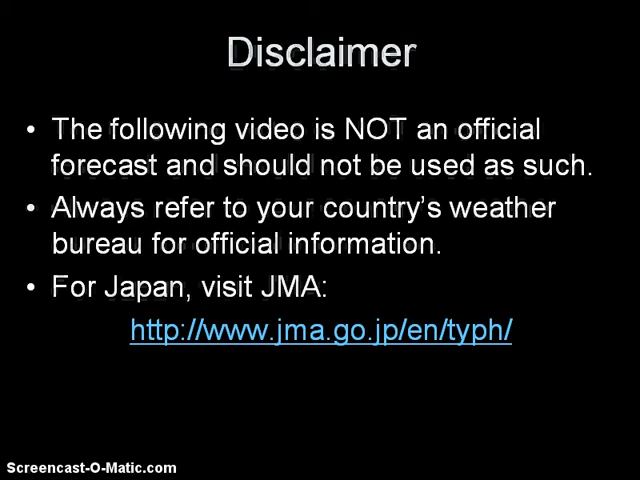 Disclaimer
• The following video is NOT an official
forecast and should not be used as such.
• Always refer to your country's weather
bureau for official information.
• For Japan, visit JMA:
http://www.jma.go.jp/en/typh/
Screencast-O-Matic.com